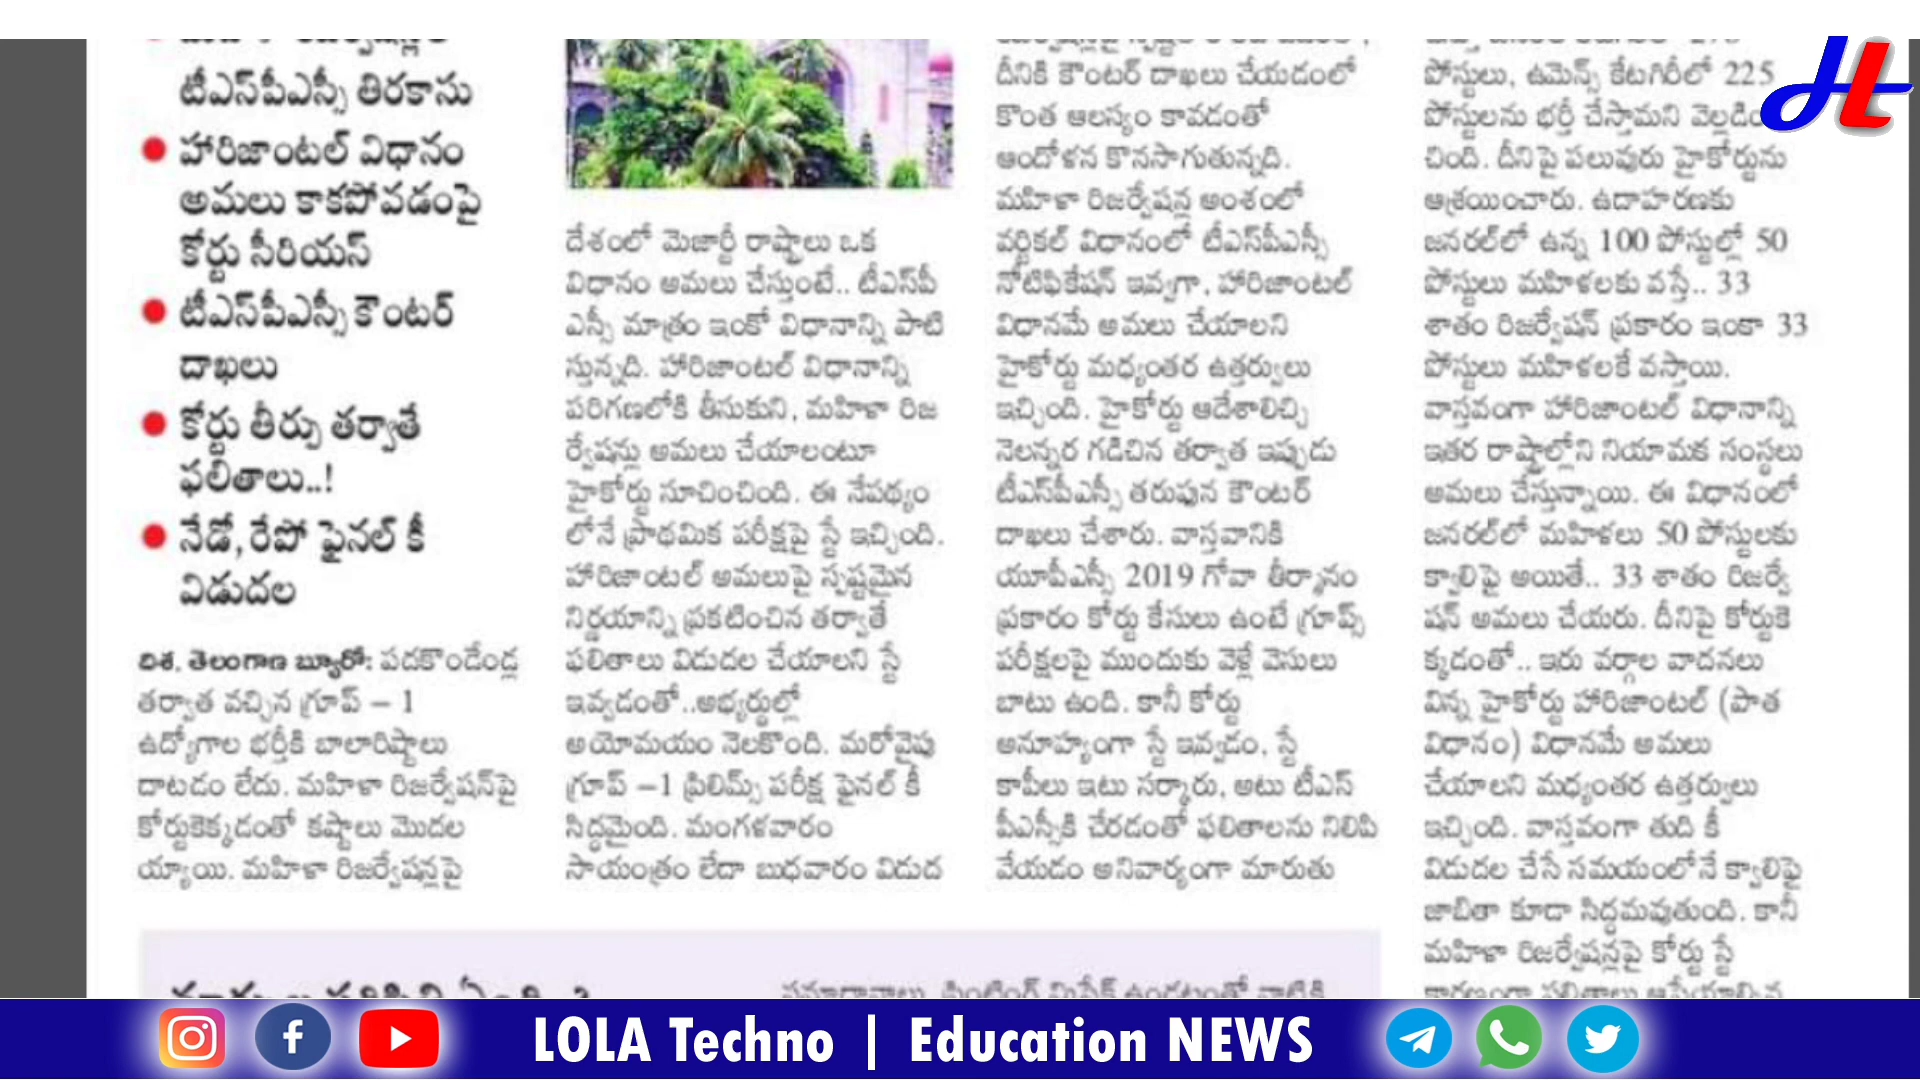 టీఎస్‌పీఎస్సీ తిరకాసు
హారిజాంటల్ విధానం
అమలు కాకపోవడంపై
కోర్టు సీరియస్
టీఎస్‌పీఎస్సీ కౌంటర్
దాఖలు
కోర్టు తీర్పు తర్వాతే
ఫలితాలు..!
నేడో, రేపో ఫైనల్ కీ
విడుదల
దిశ, తెలంగాణ బ్యూరో: పదకొండేండ్ల
తర్వాత వచ్చిన గ్రూప్ – 1
ఉద్యోగాల భర్తీకి బాలారిష్టాలు
దాటడం లేదు. మహిళా రిజర్వేషన్‌పై
కోర్టుకెక్కడంతో కష్టాలు మొదల
య్యాయి. మహిళా రిజర్వేషన్లపై
దేశంలో మెజార్టీ రాష్ట్రాలు ఒక
విధానం అమలు చేస్తుంటే.. టీఎస్‌పీ
ఎస్సీ మాత్రం ఇంకో విధానాన్ని పాటి
స్తున్నది. హారిజాంటల్ విధానాన్ని
పరిగణలోకి తీసుకుని, మహిళా రిజ
ర్వేషన్లు అమలు చేయాలంటూ
హైకోర్టు సూచించింది. ఈ నేపథ్యం
లోనే ప్రాథమిక పరీక్షపై స్టే ఇచ్చింది.
హారిజాంటల్ అమలుపై స్పష్టమైన
నిర్ణయాన్ని ప్రకటించిన తర్వాతే
ఫలితాలు విడుదల చేయాలని స్టే
ఇవ్వడంతో..అభ్యర్థుల్లో
అయోమయం నెలకొంది. మరోవైపు
గ్రూప్ –1 ప్రిలిమ్స్ పరీక్ష ఫైనల్ కీ
సిద్ధమైంది. మంగళవారం
సాయంత్రం లేదా బుధవారం విడుద
దీనికి కౌంటర్ దాఖలు చేయడంలో
కొంత ఆలస్యం కావడంతో
ఆందోళన కొనసాగుతున్నది.
మహిళా రిజర్వేషన్ల అంశంలో
వర్టికల్ విధానంలో టీఎస్‌పీఎస్సీ
నోటిఫికేషన్ ఇవ్వగా, హారిజాంటల్
విధానమే అమలు చేయాలని
హైకోర్టు మధ్యంతర ఉత్తర్వులు
ఇచ్చింది. హైకోర్టు ఆదేశాలిచ్చి
నెలన్నర గడిచిన తర్వాత ఇప్పుడు
టీఎస్‌పీఎస్సీ తరుఫున కౌంటర్
దాఖలు చేశారు. వాస్తవానికి
యూపీఎస్సీ 2019 గోవా తీర్మానం
ప్రకారం కోర్టు కేసులు ఉంటే గ్రూప్స్
పరీక్షలపై ముందుకు వెళ్లే వెసులు
బాటు ఉంది. కానీ కోర్టు
అనూహ్యంగా స్టే ఇవ్వడం, స్టే
కాపీలు ఇటు సర్కారు, అటు టీఎస్
పీఎస్సీకి చేరడంతో ఫలితాలను నిలిపి
వేయడం అనివార్యంగా మారుతు
పోస్టులు, ఉమెన్స్ కేటగిరీలో 225
పోస్టులను భర్తీ చేస్తామని
చింది. దీనిపై పలువురు హైకోర్టును
ఆశ్రయించారు. ఉదాహరణకు
జనరల్‌లో ఉన్న 100 పోస్టుల్లో 50
పోస్టులు మహిళలకు వస్తే.. 33
శాతం రిజర్వేషన్ ప్రకారం ఇంకా 33
పోస్టులు మహిళలకే వస్తాయి.
వాస్తవంగా హారిజాంటల్ విధానాన్ని
ఇతర రాష్ట్రాల్లోని నియామక సంస్థలు
అమలు చేస్తున్నాయి. ఈ విధానంలో
జనరల్‌లో మహిళలు 50 పోస్టులకు
క్వాలిఫై అయితే.. 33 శాతం రిజర్వే
షన్ అమలు చేయరు. దీనిపై కోర్టుకె
క్కడంతో.. ఇరు వర్గాల వాదనలు
విన్న హైకోర్టు హారిజాంటల్ (పాత
విధానం) విధానమే అమలు
చేయాలని మధ్యంతర ఉత్తర్వులు
ఇచ్చింది. వాస్తవంగా తుది కీ
విడుదల చేసే సమయంలోనే క్వాలిఫై
జాబితా కూడా సిద్ధమవుతుంది. కానీ
మహిళా రిజర్వేషన్లపై కోర్టు స్టే
LOLA Techno | Education NEWS